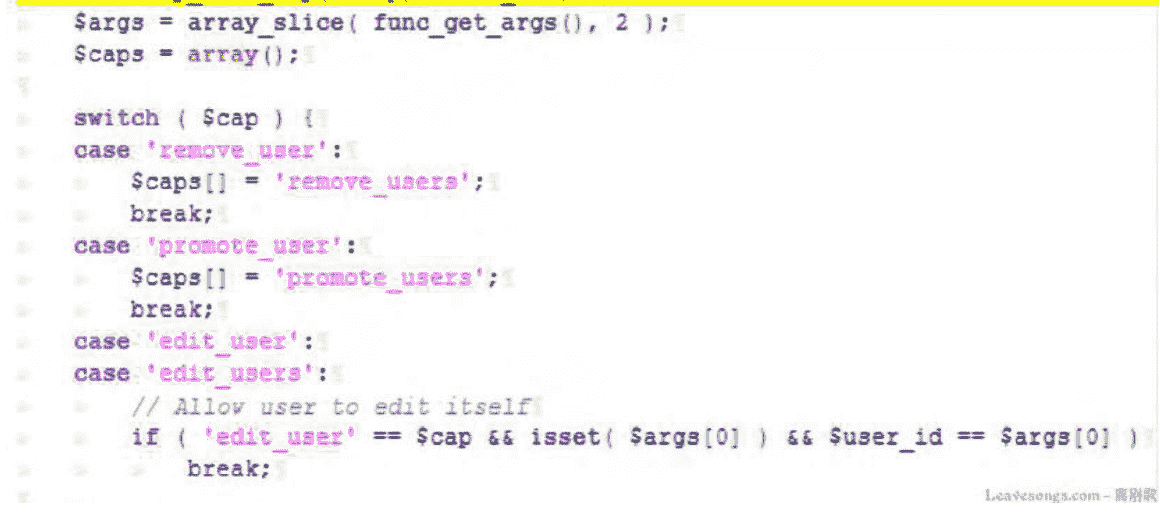 $args = array_slice( func_get_args(), 2 );
$caps = array();
switch ( $cap ) {
case 'remove_user':
$caps[] = 'remove_users';
break;
case 'promote_user':
$caps[] = 'promote_users';
break;
case 'edit_user':
case 'edit_users':
// Allow user to edit itself
if ( 'edit_user' == $cap && isset( $args[0] ) && $user_id == $args[0] )
break;
Leavesongs.com - 离别歌